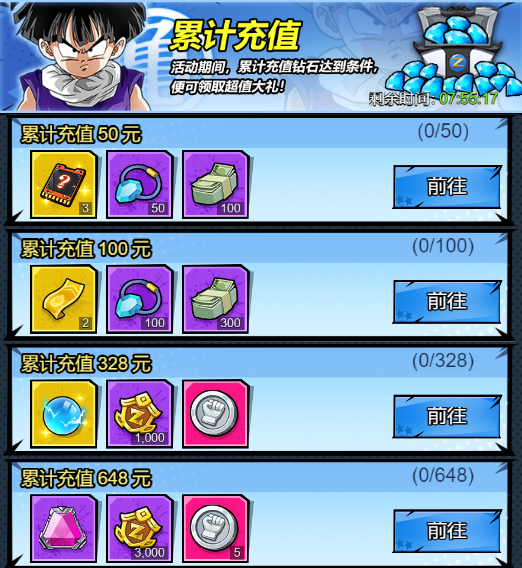 累计充值
活动期间，累计充值钻石达到条件，
便可领取超值大礼！
剩余时间：07:55:17
累计充值 50 元
(0/50)
3
50
100
前往
累计充值 100 元
(0/100)
2
100
300
前往
累计充值 328 元
(0/328)
1,000
前往
累计充值 648 元
(0/648)
3,000
5
前往